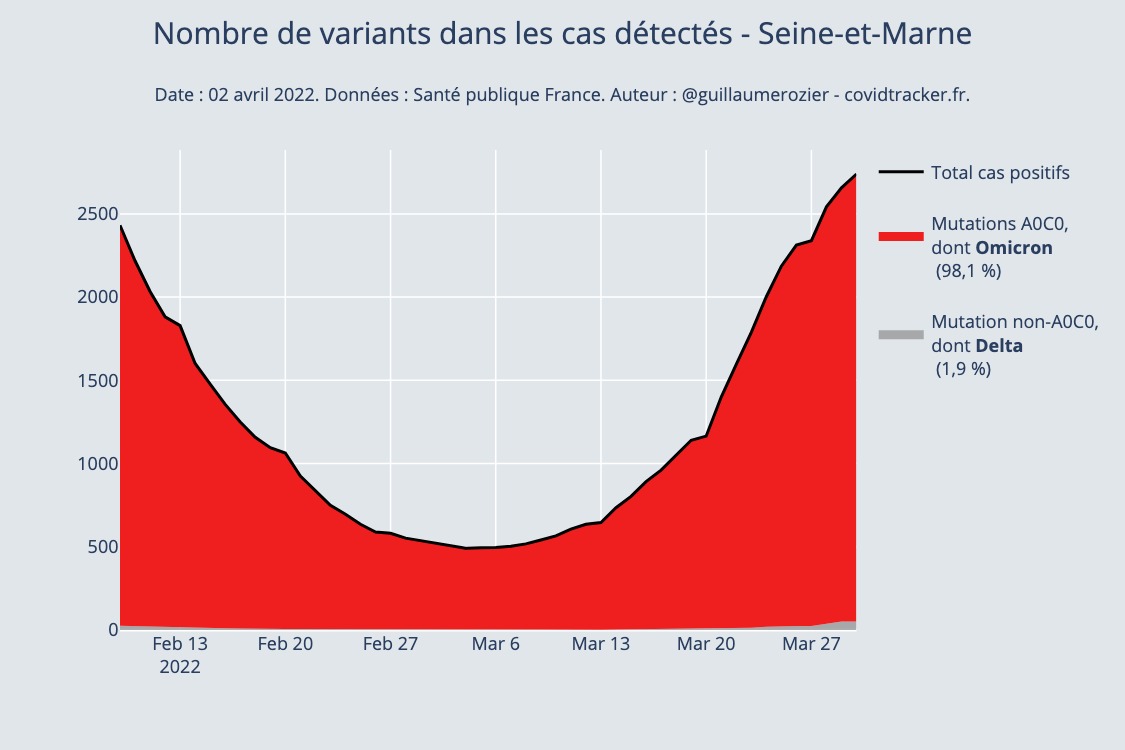 Nombre de variants dans les cas détectés - Seine-et-Marne
Date : 02 avril 2022. Données : Santé publique France. Auteur : @guillaumerozier - covidtracker.fr.
Total cas positifs
Mutations A0C0,
dont Omicron
(98,1 %)
Mutation non-A0C0,
dont Delta
(1,9 %)
2500
2000
1500
1000
500
0
Feb 13 Feb 20 Feb 27 Mar 6 Mar 13 Mar 20 Mar 27
2022